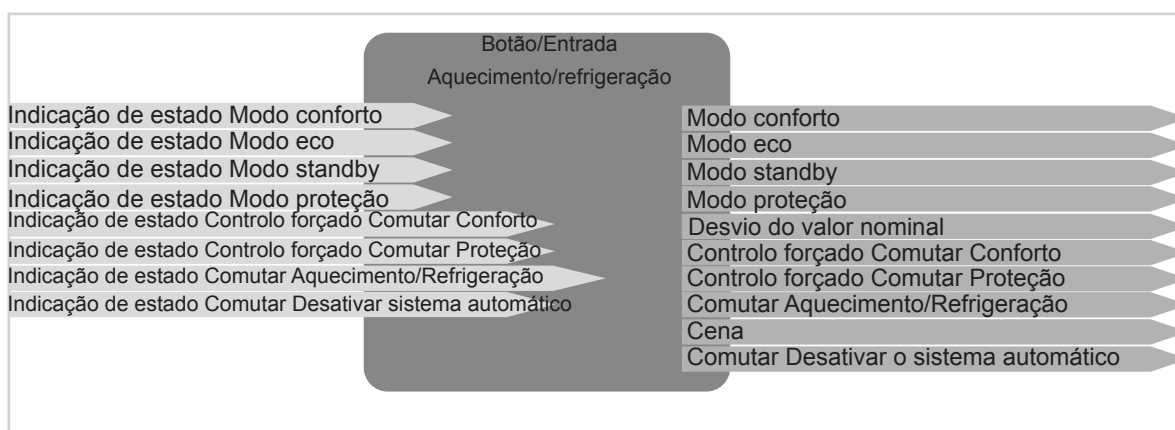 Botão/Entrada
Aquecimento/refrigeração
Indicação de estado Modo conforto
Indicação de estado Modo eco
Indicação de estado Modo standby
Indicação de estado Modo proteção
Indicação de estado Controlo forçado Comutar Conforto
Indicação de estado Controlo forçado Comutar Proteção
Indicação de estado Comutar Aquecimento/Refrigeração
Indicação de estado Comutar Desativar sistema automático
Modo conforto
Modo eco
Modo standby
Modo proteção
Desvio do valor nominal
Controlo forçado Comutar Conforto
Controlo forçado Comutar Proteção
Comutar Aquecimento/Refrigeração
Cena
Comutar Desativar o sistema automático